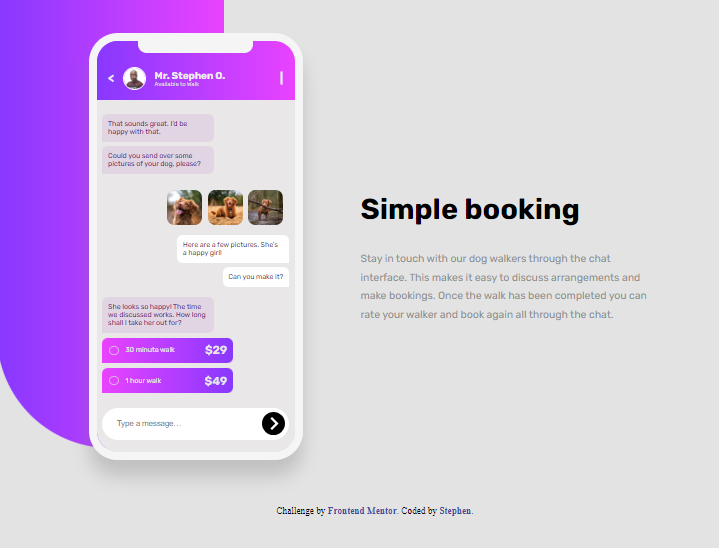 Mr. Stephen O.
Available to Walk
That sounds great. I'd be
happy with that.
Could you send over some
pictures of your dog, please?
Here are a few pictures. She's
a happy girl!
Can you make it?
She looks so happy! The time
we discussed works. How long
shall I take her out for?
30 minute walk $29
1 hour walk $49
Type a message...
Simple booking
Stay in touch with our dog walkers through the chat
interface. This makes it easy to discuss arrangements and
make bookings. Once the walk has been completed you can
rate your walker and book again all through the chat.
Challenge by Frontend Mentor. Coded by Stephen.